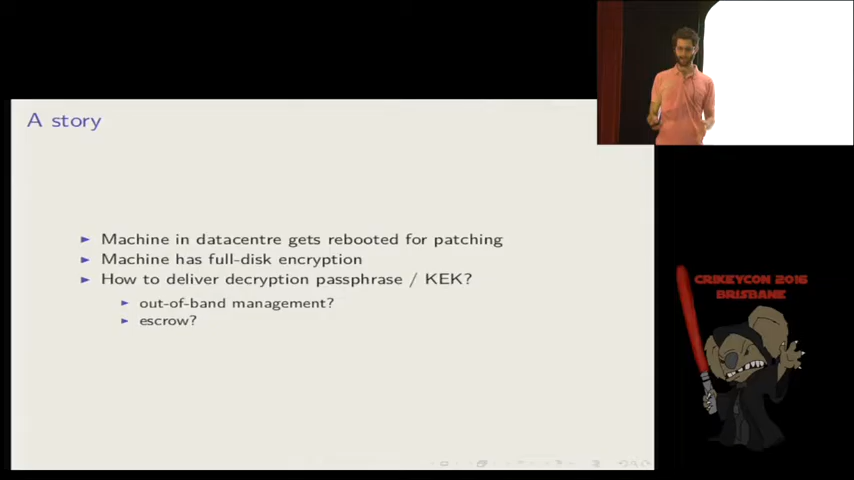 A story
► Machine in datacentre gets rebooted for patching
► Machine has full-disk encryption
► How to deliver decryption passphrase / KEK?
► out-of-band management?
► escrow?
CRIKEYCON 2016
BRISBANE